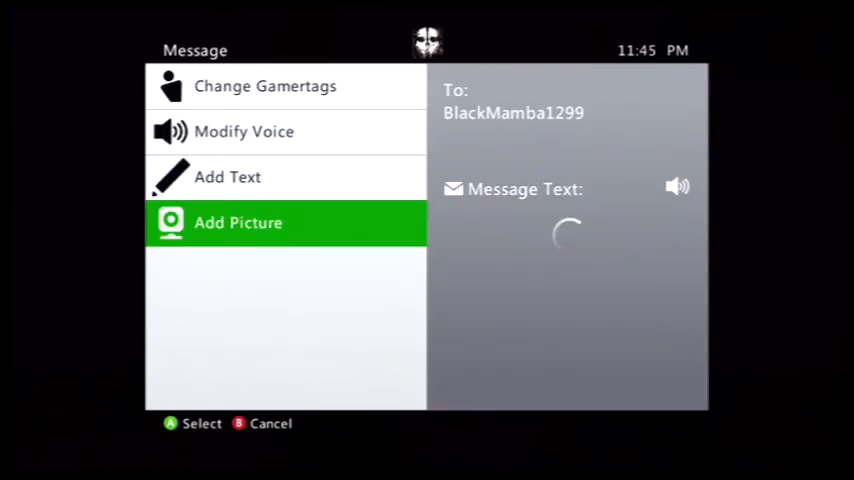 Message
11:45 PM
Change Gamertags
Modify Voice
Add Text
Add Picture
To:
BlackMamba1299
Message Text:
A Select B Cancel